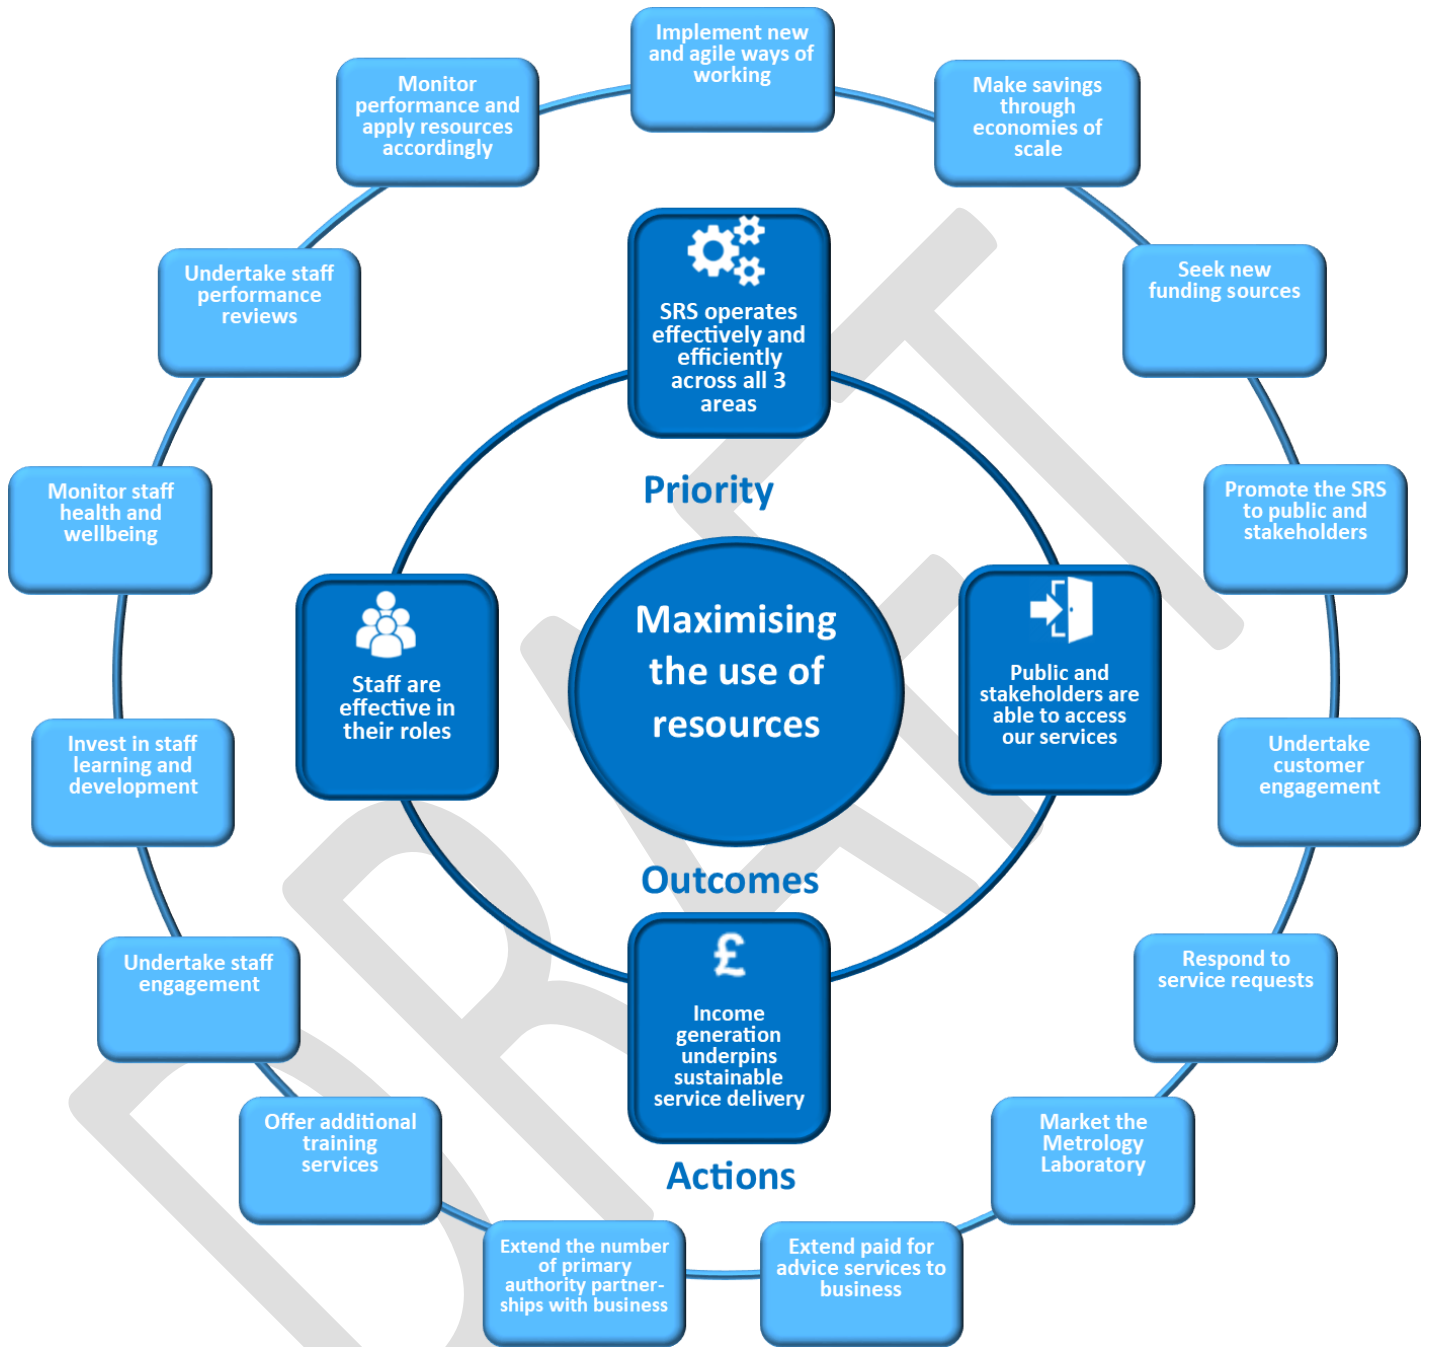 Implement new
and agile ways of
working
Make savings
through
economies of
scale
Seek new
funding sources
Promote the SRS
to public and
stakeholders
Undertake
customer
engagement
Respond to
service requests
Market the
Metrology
Laboratory
Extend paid for
advice services to
business
Extend the number
of primary
authority partner-
ships with business
Offer additional
training
services
Undertake staff
engagement
Invest in staff
learning and
development
Monitor staff
health and
wellbeing
Undertake staff
performance
reviews
Monitor
performance and
apply resources
accordingly
SRS operates
effectively and
efficiently
across all 3
areas
Priority
Maximising
the use of
resources
Public and
stakeholders are
able to access
our services
Staff are
effective in
their roles
Outcomes
£
Income
generation
underpins
sustainable
service delivery
Actions
DRAFT